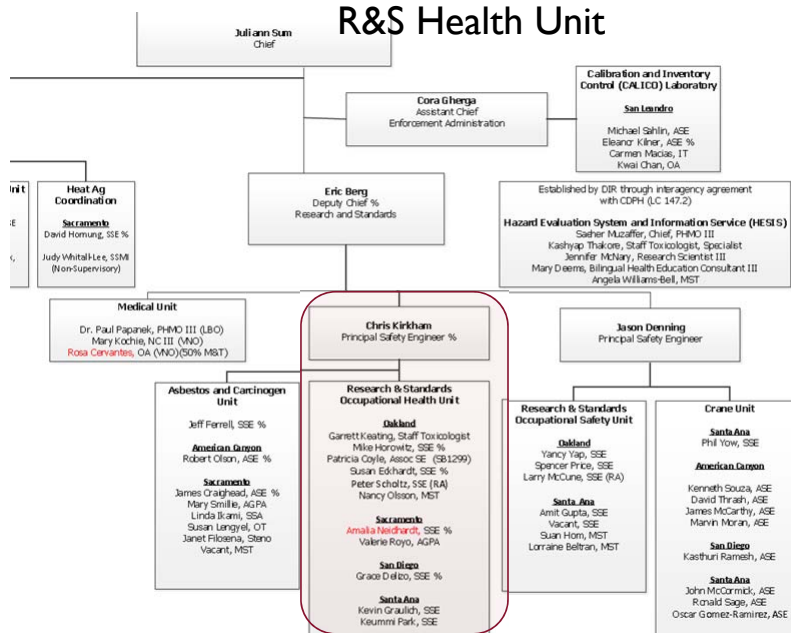 R&S Health Unit
Juliann Sum
Chief
Cora Gherga
Assistant Chief
Enforcement Administration
Calibration and Inventory
Control (CALICO) Laboratory
San Leandro
Michael Sahlin, ASE
Eleanor Kilner, ASE %
Carmen Macias, IT
Kwai Chan, OA
Unit
Heat Ag
Coordination
Sacramento
David Hornung, SSE %
Judy Whitall-Lee, SSMI
(Non-Supervisory)
Eric Berg
Deputy Chief %
Research and Standards
Established by DIR through interagency agreement
with CDPH (LC 147.2)
Hazard Evaluation System and Information Service (HESIS)
Sacher Muzaffer, Chief, PHMO III
Kashyap Thakore, Staff Toxicologist, Specialist
Jennifer McNary, Research Scientist III
Mary Deems, Bilingual Health Education Consultant III
Angela Williams-Bell, MST
Medical Unit
Dr. Paul Papanek, PHMO III (LBO)
Mary Kochie, NC III (VNO)
Rosa Cervantes, OA (VNO)(50% M&T)
Chris Kirkham
Principal Safety Engineer %
Jason Denning
Principal Safety Engineer
Asbestos and Carcinogen
Unit
Jeff Ferrell, SSE %
American Canyon
Robert Olson, ASE %
Sacramento
James Craighead, ASE %
Mary Smillie, AGPA
Linda Ikami, SSA
Susan Lengyel, OT
Janet Filosena, Steno
Vacant, MST
Research & Standards
Occupational Health Unit
Oakland
Garrett Keating, Staff Toxicologist
Mike Horowitz, SSE %
Patricia Coyle, Assoc SE (SB1299)
Susan Eckhardt, SSE %
Peter Scholtz, SSE (RA)
Nancy Olsson, MST
Sacramento
Amalia Neidhardt, SSE %
Valerie Royo, AGPA
San Diego
Grace Delizo, SSE %
Santa Ana
Kevin Graulich, SSE
Keummi Park, SSE
Research & Standards
Occupational Safety Unit
Oakland
Yancy Yap, SSE
Spencer Price, SSE
Larry McCune, SSE (RA)
Santa Ana
Amit Gupta, SSE
Vacant, SSE
Suan Hom, MST
Lorraine Beltran, MST
Crane Unit
Santa Ana
Phil Yow, SSE
American Canyon
Kenneth Souza, ASE
David Thrash, ASE
James McCarthy, ASE
Marvin Moran, ASE
San Diego
Kasthuri Ramesh, ASE
Santa Ana
John McCormick, ASE
Ronald Sage, ASE
Oscar Gomez-Ramirez, ASE